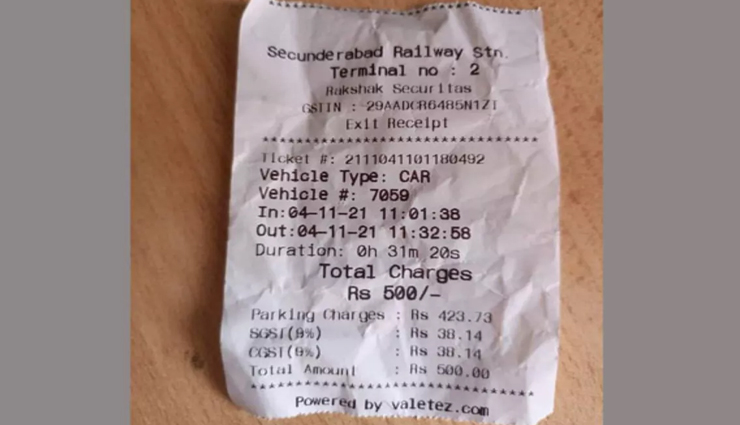 Secunderabad Railway Stn.
Terminal no : 2
Rakshak Securitas
GSTIN : 29AADCR6485N1ZI
Exit Receipt
Ticket #: 2111041101180492
Vehicle Type: CAR
Vehicle #: 7059
In:04-11-21 11:01:38
Out:04-11-21 11:32:58
Duration: 0h 31m 20s
Total Charges
Rs 500/-
Parking Charges : Rs 423.73
SGST(9%) : Rs 38.14
CGST(9%) : Rs 38.14
Total Amount : Rs 500.00
Powered by valetez.com